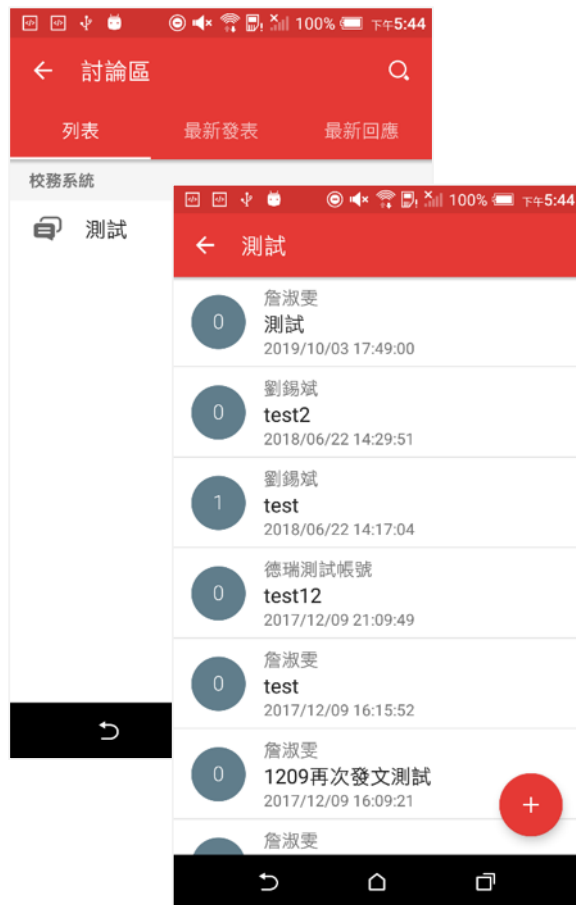 100% 下午5:44
討論區
列表 最新發表 最新回應
校務系統
測試
100% 下午5:44
測試
0
詹淑雯
測試
2019/10/03 17:49:00
0
劉錫斌
test2
2018/06/22 14:29:51
1
劉錫斌
test
2018/06/22 14:17:04
0
德瑞測試帳號
test12
2017/12/09 21:09:49
0
詹淑雯
test
2017/12/09 16:15:52
0
詹淑雯
1209再次發文測試
2017/12/09 16:09:21
+
詹淑雯